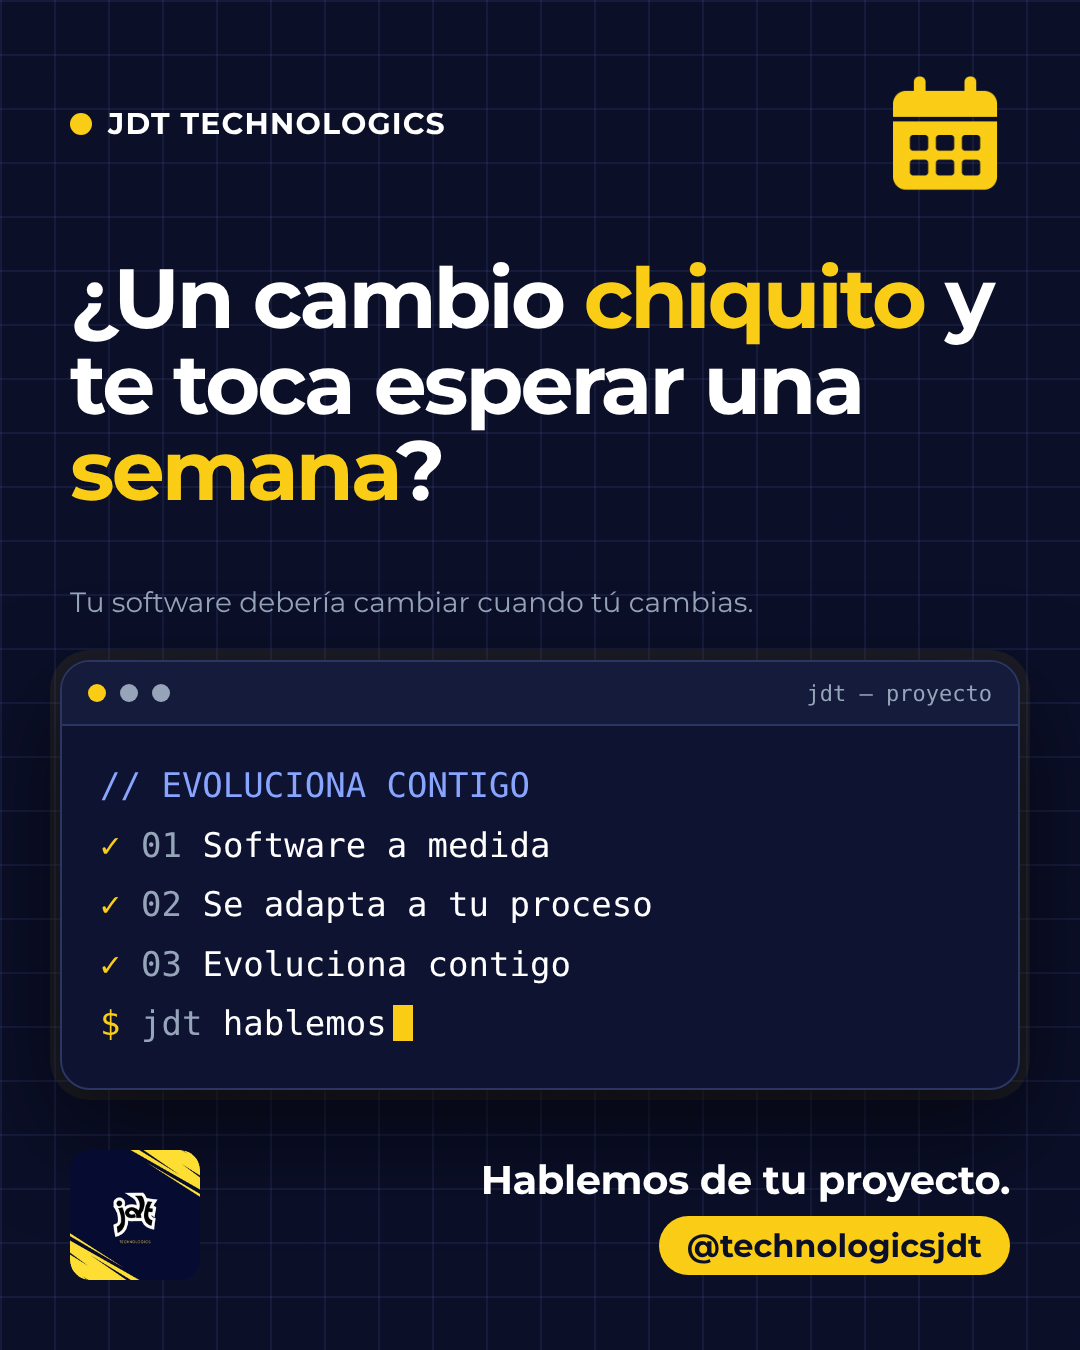 JDT TECHNOLOGICS
¿Un cambio chiquito y
te toca esperar una
semana?
Tu software debería cambiar cuando tú cambias.
jdt — proyecto
// EVOLUCIONA CONTIGO
✓ 01 Software a medida
✓ 02 Se adapta a tu proceso
✓ 03 Evoluciona contigo
$ jdt hablemos
jdt
TECHNOLOGICS
Hablemos de tu proyecto.
@technologicsjdt